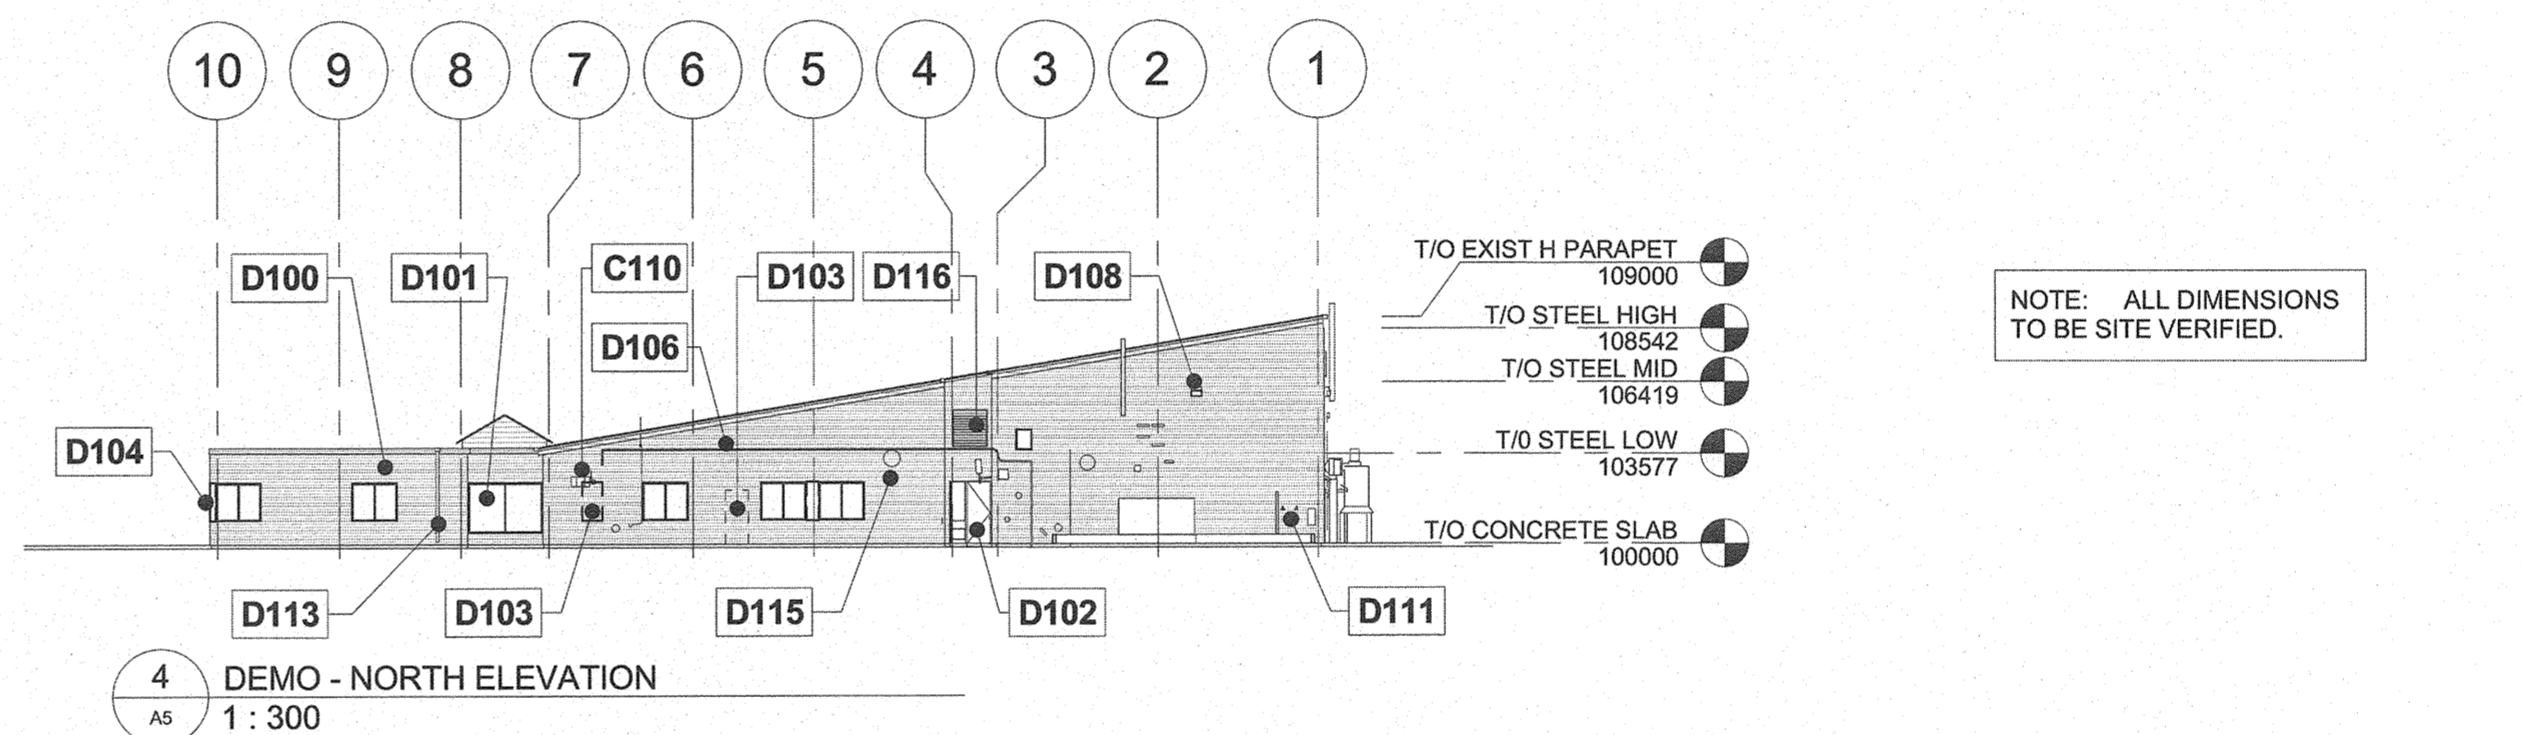 10 9 8 7 6 5 4 3 2 1
T/O EXIST H PARAPET
109000
D100 D101 C110 D103 D116 D108
NOTE: ALL DIMENSIONS
TO BE SITE VERIFIED.
T/O STEEL HIGH
108542
D106
T/O STEEL MID
106419
D104
T/0 STEEL LOW
103577
T/O CONCRETE SLAB
100000
D113 D103 D115 D102 D111
4 DEMO - NORTH ELEVATION
A5 1 : 300